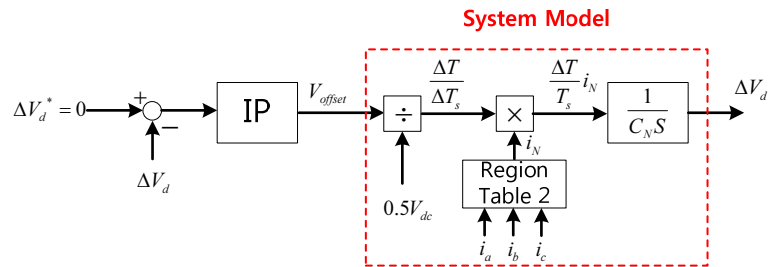 System Model
ΔV_d^* = 0
+
−
ΔV_d
IP
V_offset
÷
0.5V_dc
ΔT/ΔT_s
×
i_N
Region
Table 2
i_a i_b i_c
ΔT/T_s i_N
1/(C_N S)
ΔV_d